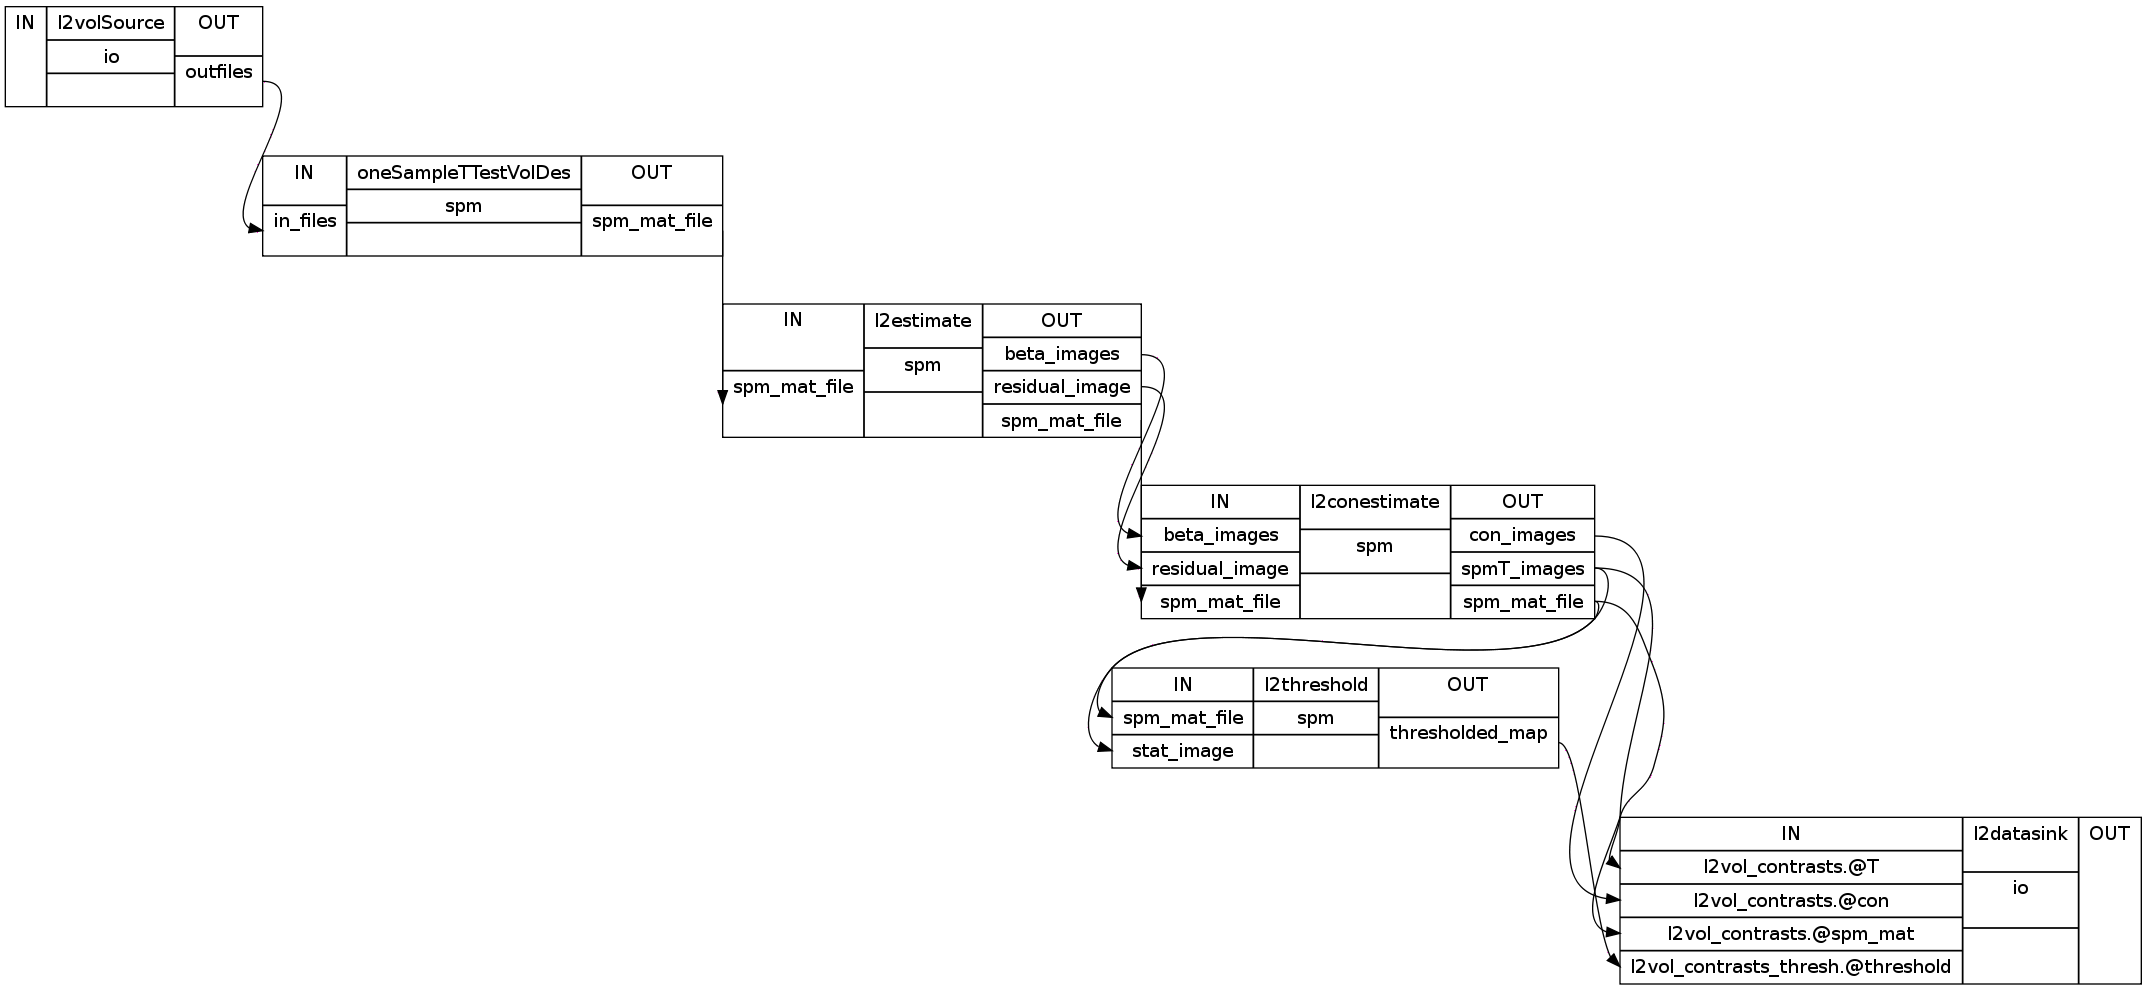 IN l2volSource OUT
io
outfiles
IN oneSampleTTestVolDes OUT
spm
in_files spm_mat_file
IN l2estimate OUT
beta_images
spm
spm_mat_file residual_image
spm_mat_file
IN l2conestimate OUT
beta_images con_images
spm
residual_image spmT_images
spm_mat_file spm_mat_file
IN l2threshold OUT
spm_mat_file spm
thresholded_map
stat_image
IN l2datasink OUT
l2vol_contrasts.@T
io
l2vol_contrasts.@con
l2vol_contrasts.@spm_mat
l2vol_contrasts_thresh.@threshold